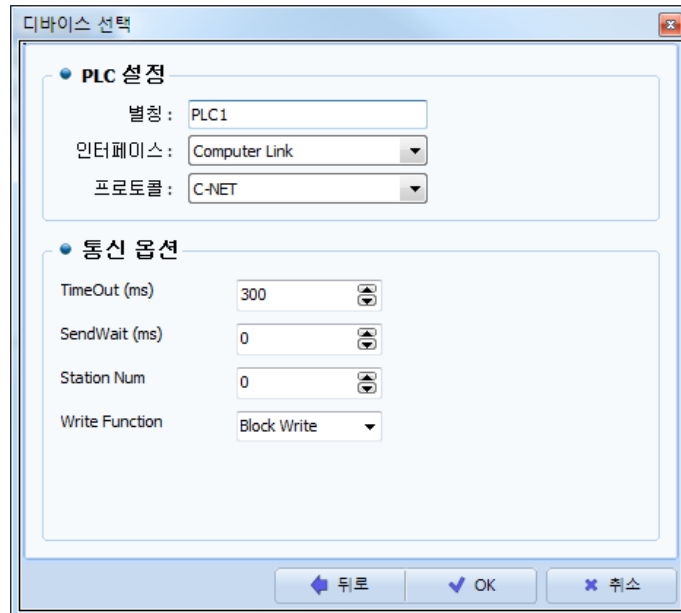 디바이스 선택
PLC 설정
별칭 : PLC1
인터페이스 : Computer Link
프로토콜 : C-NET
통신 옵션
TimeOut (ms) 300
SendWait (ms) 0
Station Num 0
Write Function Block Write
뒤로 OK 취소